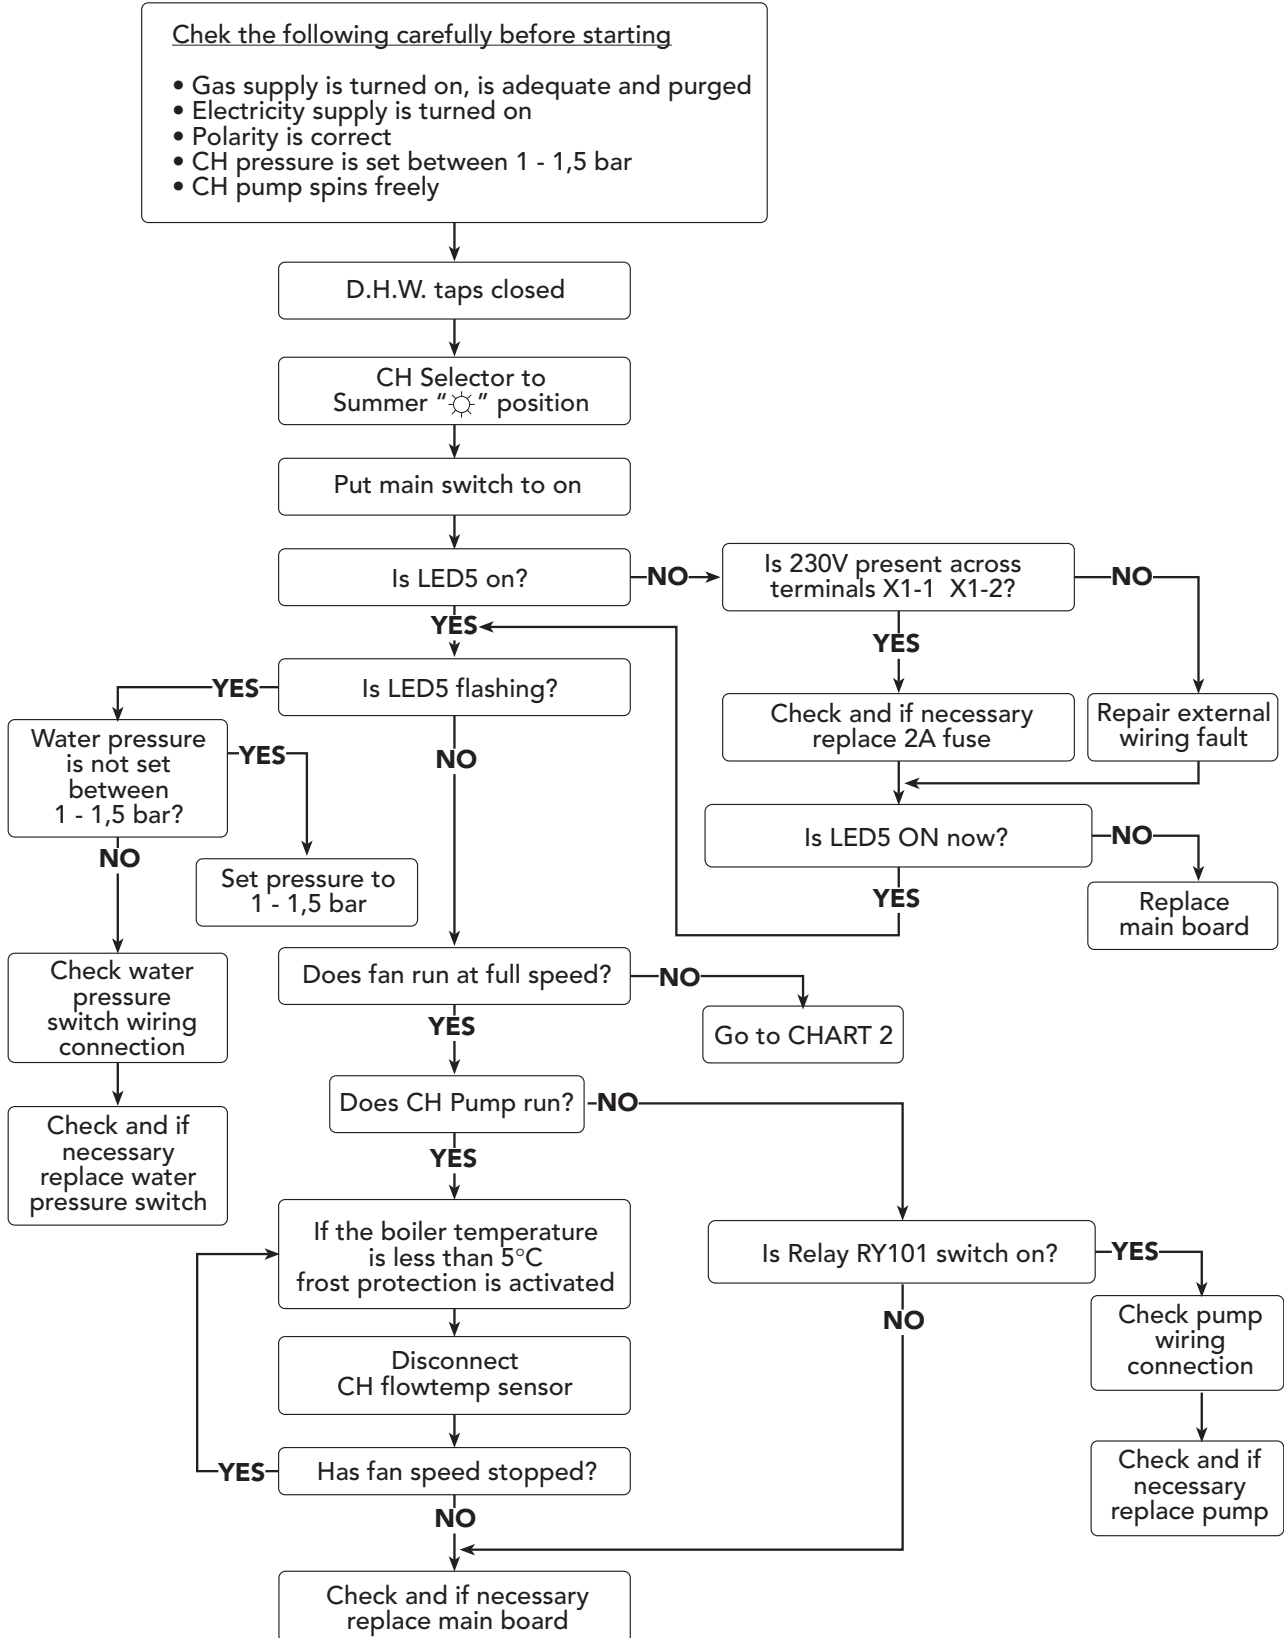 Chek the following carefully before starting
• Gas supply is turned on, is adequate and purged
• Electricity supply is turned on
• Polarity is correct
• CH pressure is set between 1 - 1,5 bar
• CH pump spins freely
D.H.W. taps closed
CH Selector to
Summer “☼” position
Put main switch to on
Is LED5 on?
NO
Is 230V present across
terminals X1-1 X1-2?
NO
YES
YES
Is LED5 flashing?
YES
Check and if necessary
replace 2A fuse
Repair external
wiring fault
Water pressure
is not set
between
1 - 1,5 bar?
YES
NO
Is LED5 ON now?
NO
NO
Set pressure to
1 - 1,5 bar
YES
Replace
main board
Check water
pressure
switch wiring
connection
Does fan run at full speed?
NO
YES
Go to CHART 2
Does CH Pump run?
NO
Check and if
necessary
replace water
pressure switch
YES
If the boiler temperature
is less than 5°C
frost protection is activated
Is Relay RY101 switch on?
YES
NO
Check pump
wiring
connection
Disconnect
CH flowtemp sensor
YES
Has fan speed stopped?
Check and if
necessary
replace pump
NO
Check and if necessary
replace main board